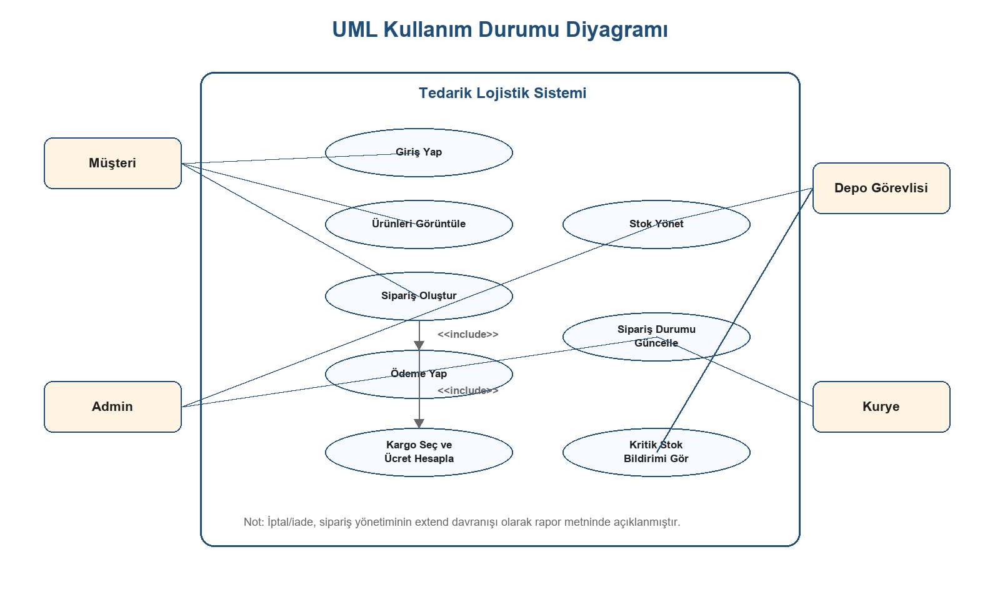 UML Kullanım Durumu Diyagramı
Tedarik Lojistik Sistemi
Müşteri
Giriş Yap
Depo Görevlisi
Ürünleri Görüntüle
Stok Yönet
Sipariş Oluştur
<<include>>
Sipariş Durumu
Güncelle
Ödeme Yap
<<include>>
Admin
Kurye
Kargo Seç ve
Ücret Hesapla
Kritik Stok
Bildirimi Gör
Not: İptal/iade, sipariş yönetiminin extend davranışı olarak rapor metninde açıklanmıştır.